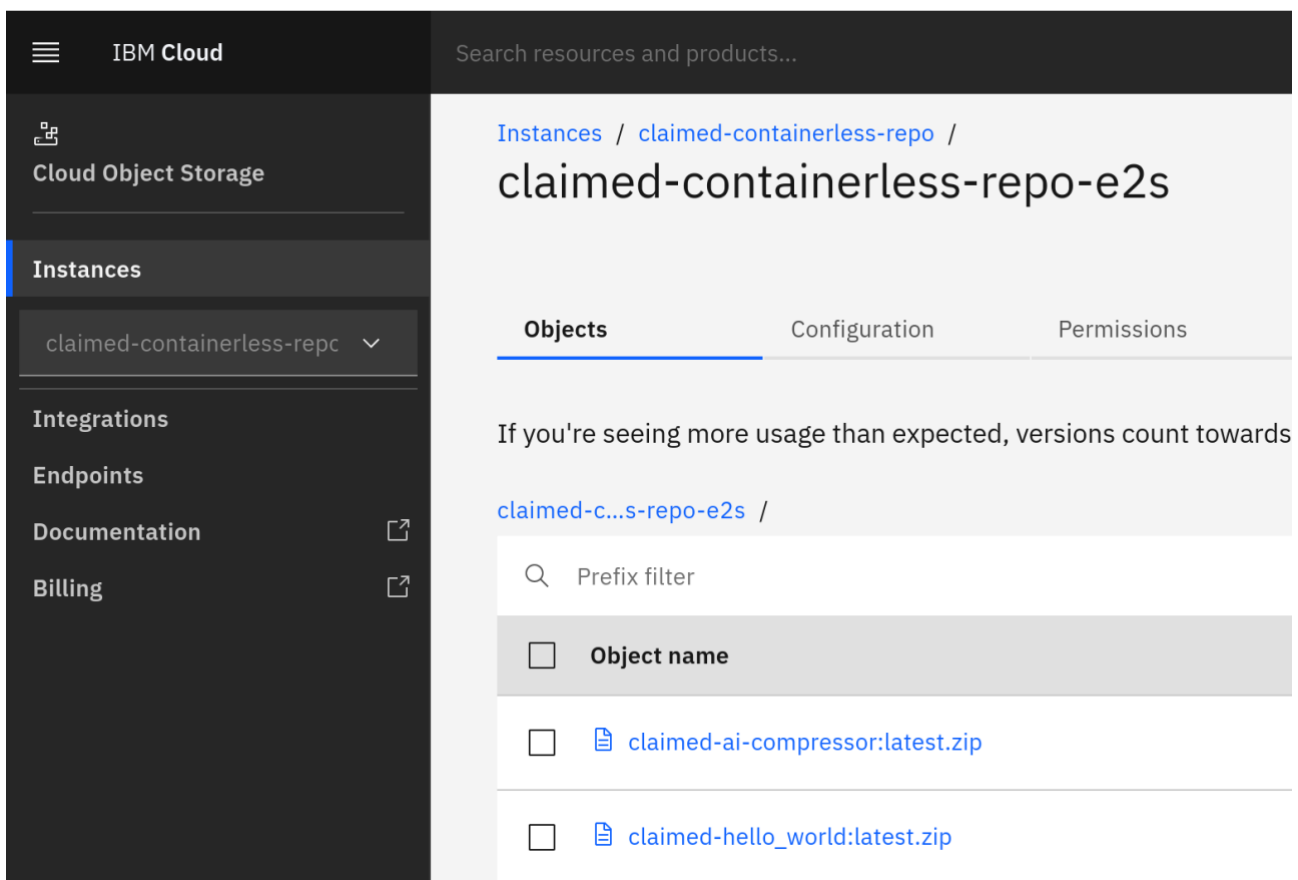 IBM Cloud
Search resources and products...
Cloud Object Storage
Instances
claimed-containerless-repc
Integrations
Endpoints
Documentation
Billing
Instances / claimed-containerless-repo /
claimed-containerless-repo-e2s
Objects Configuration Permissions
If you're seeing more usage than expected, versions count towards
claimed-c...s-repo-e2s /
Prefix filter
Object name
claimed-ai-compressor:latest.zip
claimed-hello_world:latest.zip